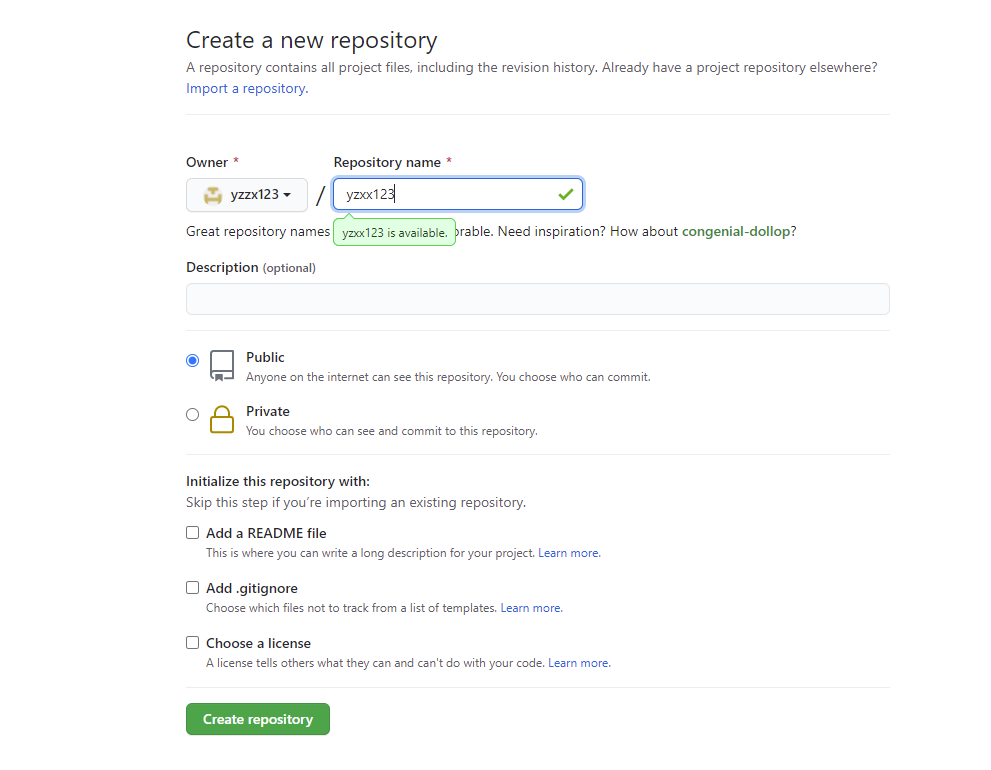 Create a new repository
A repository contains all project files, including the revision history. Already have a project repository elsewhere?
Import a repository.
Owner * Repository name *
yzzx123 / yzxx123
Great repository names orable. Need inspiration? How about congenial-dollop?
yzxx123 is available.
Description (optional)
Public
Anyone on the internet can see this repository. You choose who can commit.
Private
You choose who can see and commit to this repository.
Initialize this repository with:
Skip this step if you're importing an existing repository.
Add a README file
This is where you can write a long description for your project. Learn more.
Add .gitignore
Choose which files not to track from a list of templates. Learn more.
Choose a license
A license tells others what they can and can't do with your code. Learn more.
Create repository